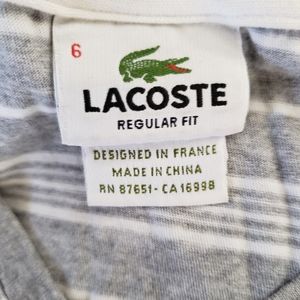 6
LACOSTE
REGULAR FIT
DESIGNED IN FRANCE
MADE IN CHINA
RN 87651 - CA 16998